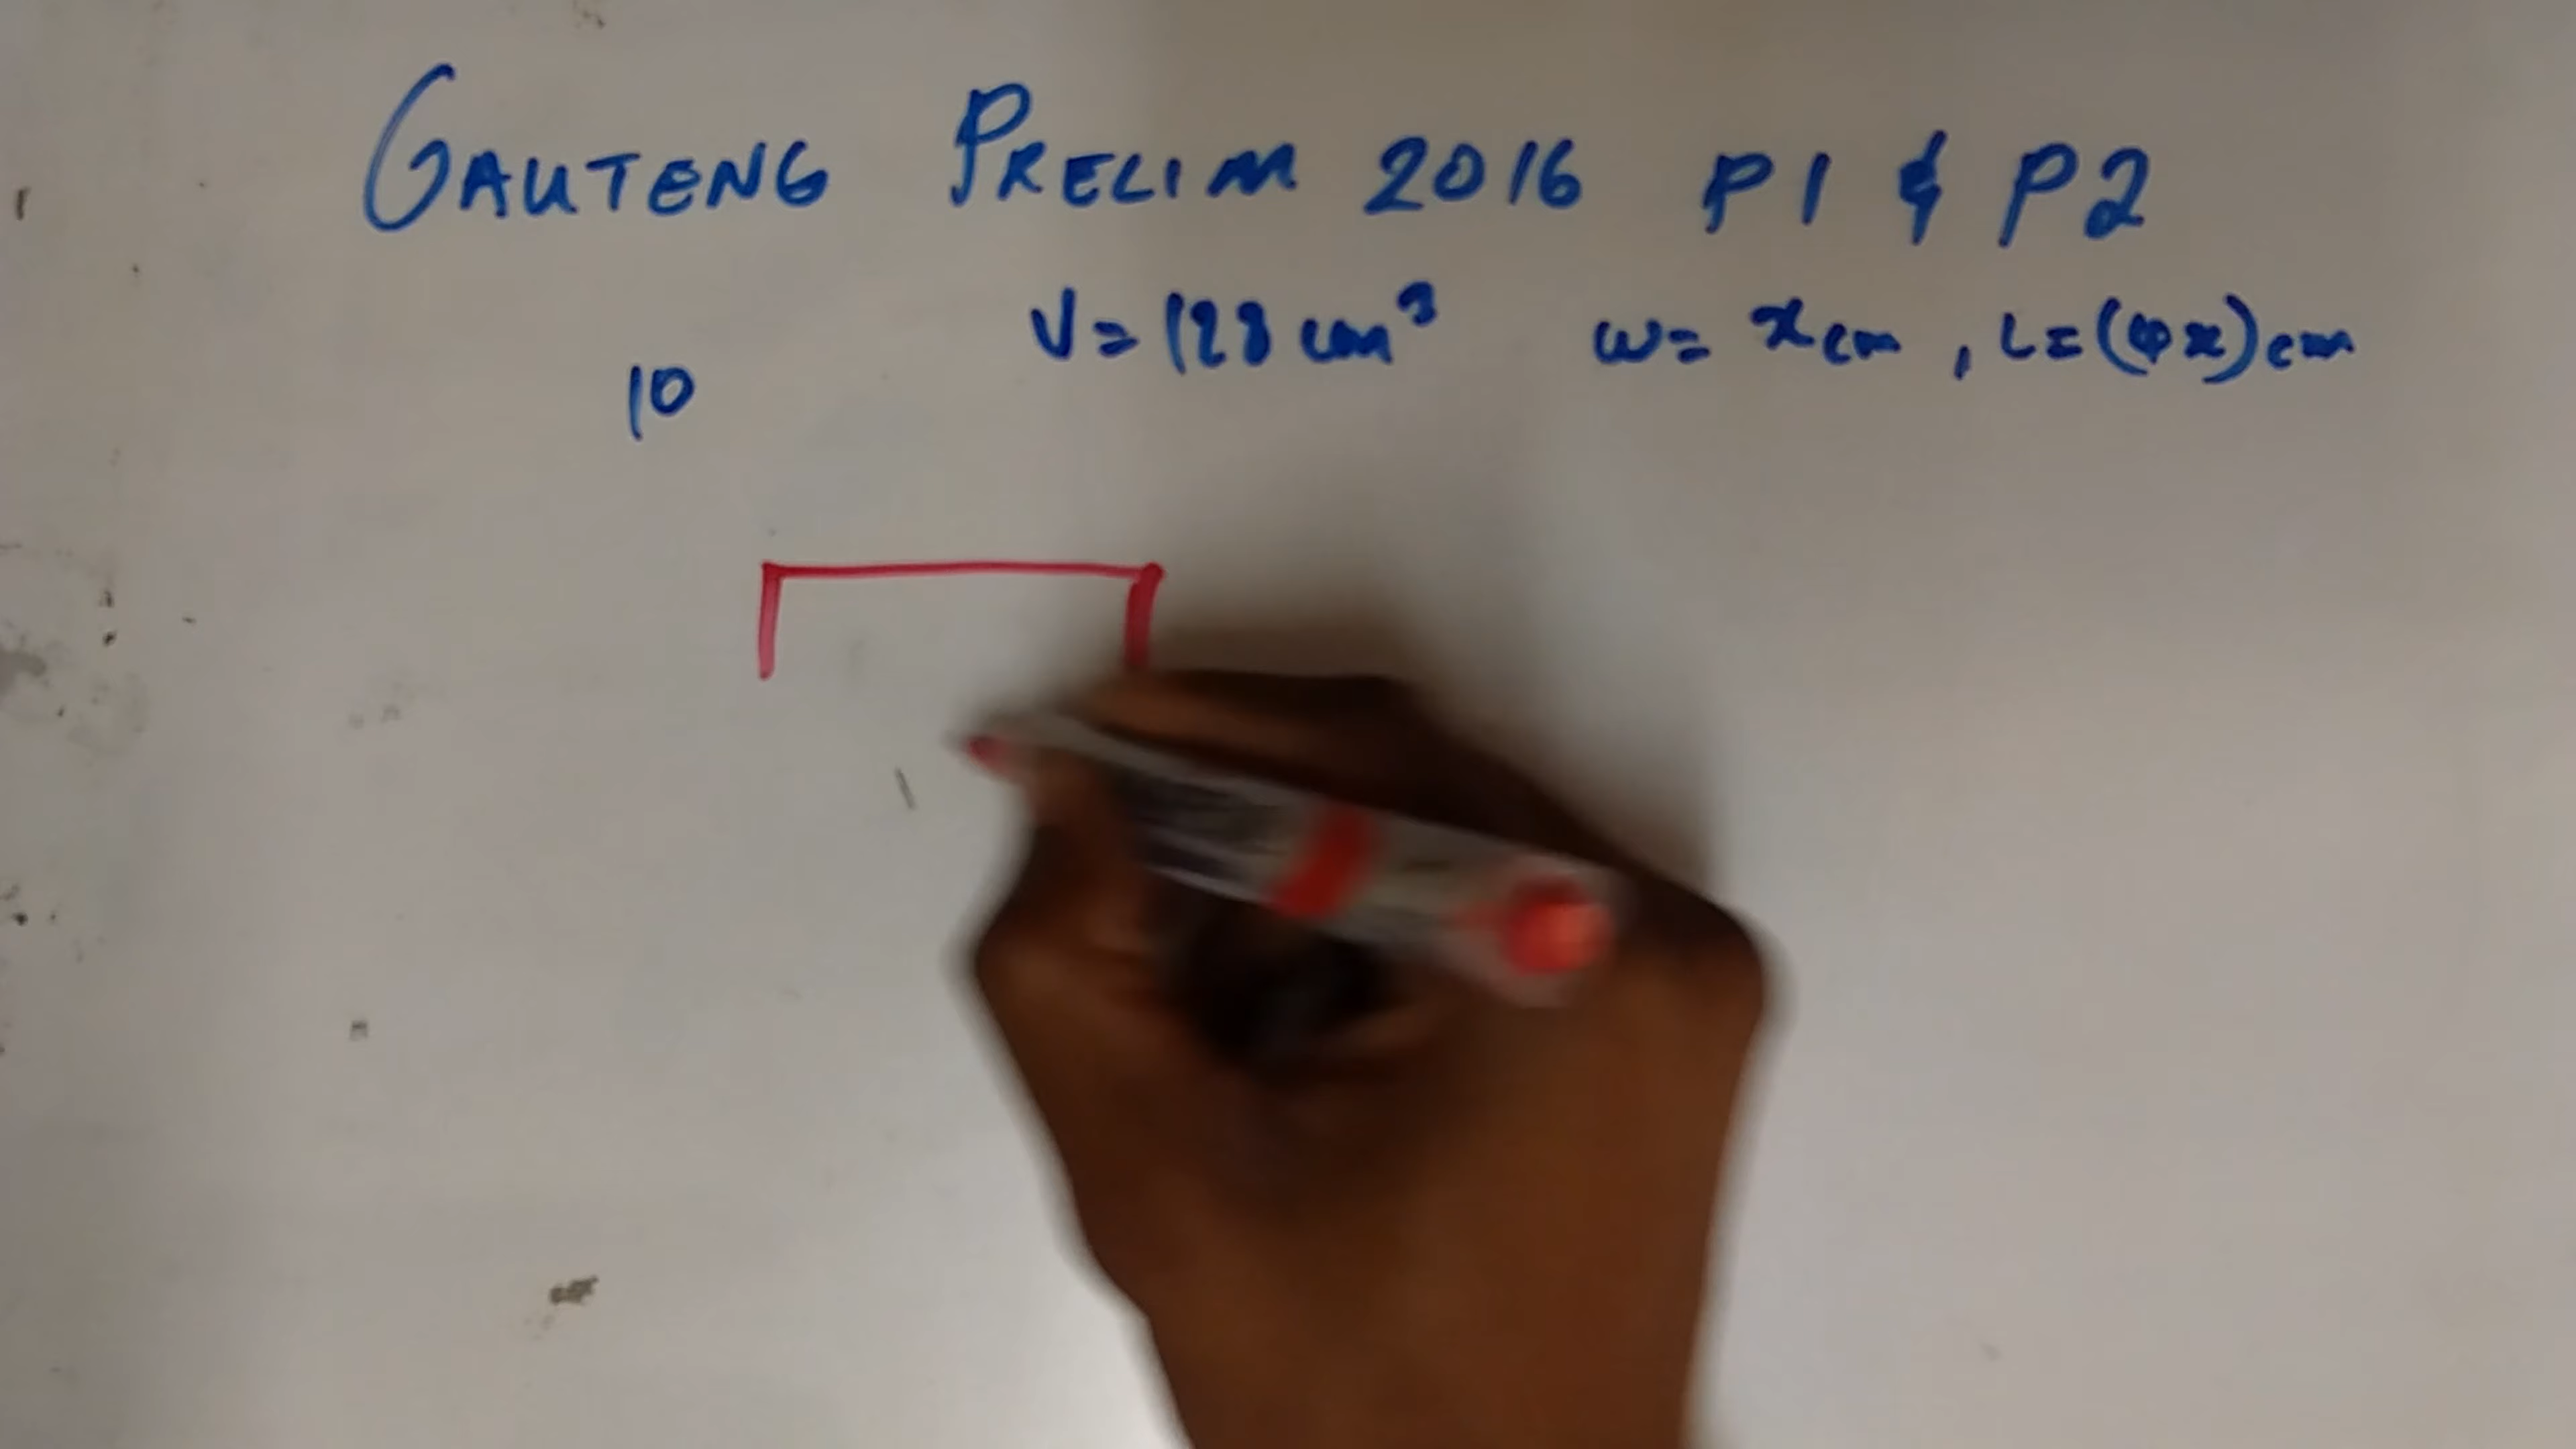 GAUTENG PRELIM 2016 P1 & P2
V = 128 cm³ w = x cm , L = (4x) cm
10